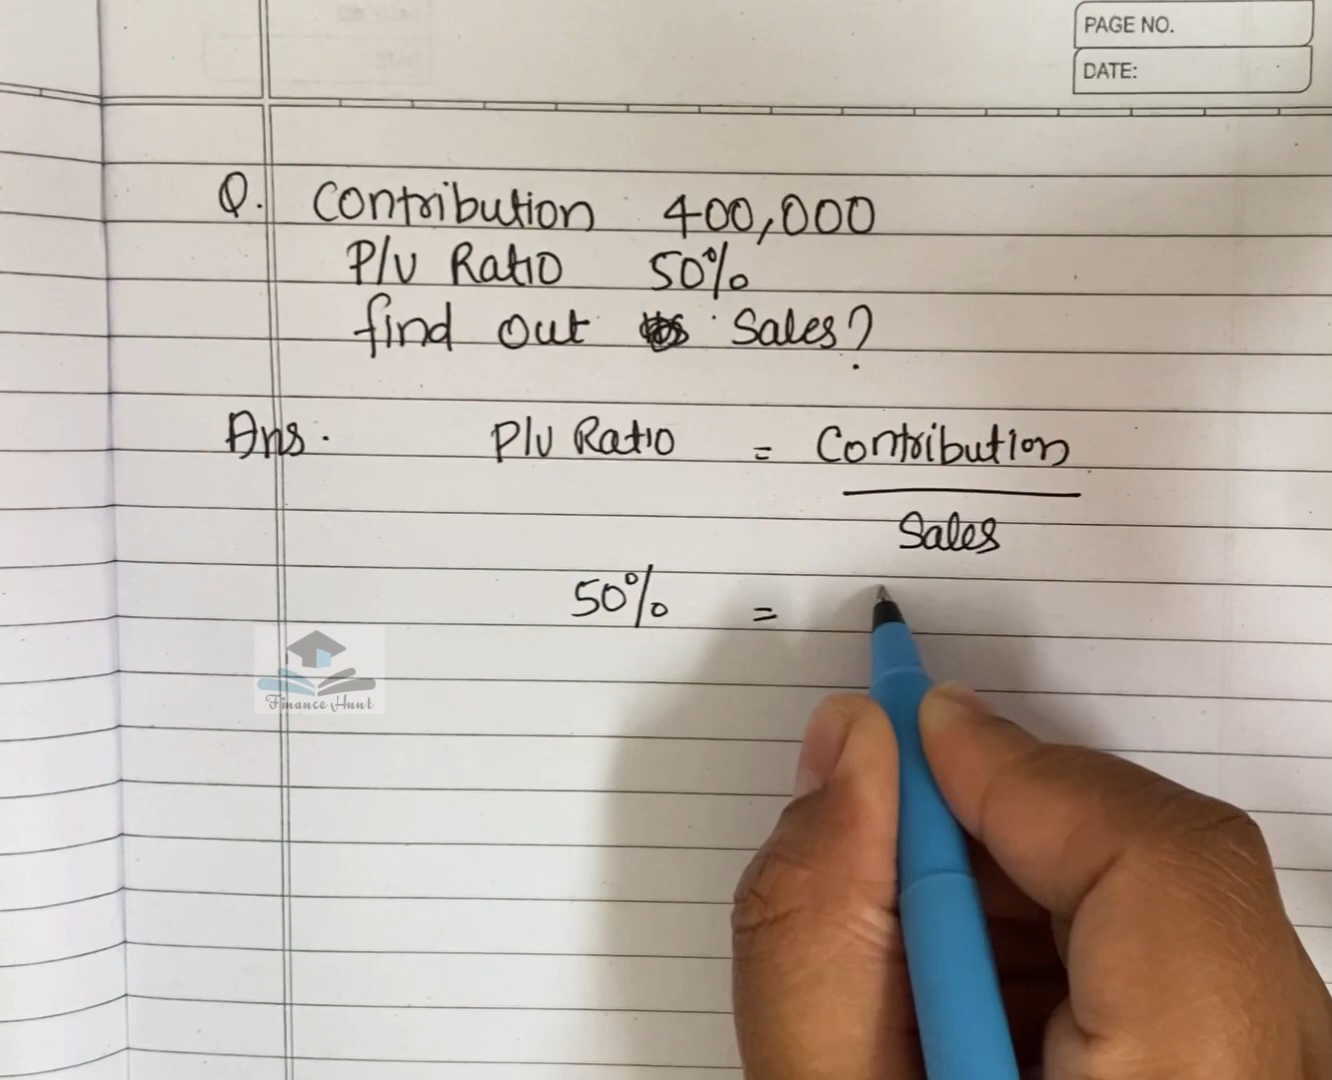 PAGE NO.
DATE:
Q. Contribution 400,000
P/V Ratio 50%
find out Sales?
Ans. P/V Ratio = Contribution
Sales
50% =
Finance Hunt